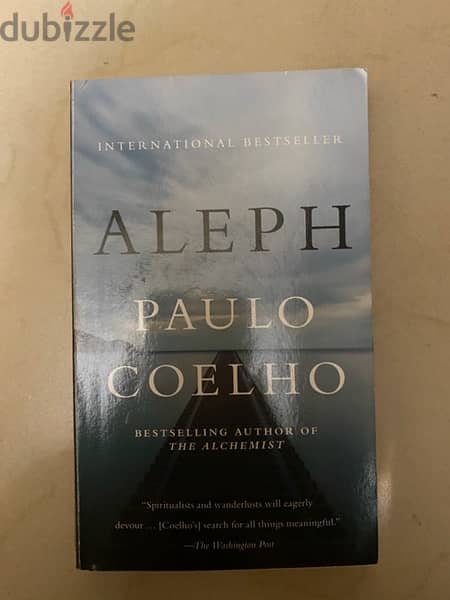 dubizzle
INTERNATIONAL BESTSELLER
ALEPH
PAULO
COELHO
BESTSELLING AUTHOR OF
THE ALCHEMIST
“Spiritualists and wanderlusts will eagerly
devour ... [Coelho's] search for all things meaningful.”
—The Washington Post